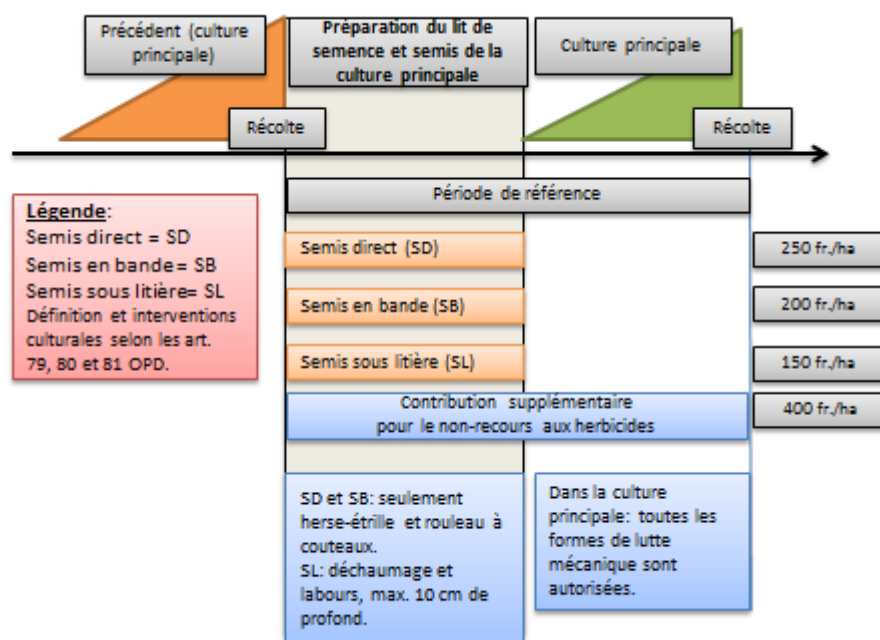 Précédent (culture
principale)
Préparation du lit de
semence et semis de la
culture principale
Culture principale
Récolte
Récolte
Période de référence
Légende:
Semis direct = SD
Semis en bande= SB
Semis sous litière= SL
Définition et interventions
culturales selon les art.
79, 80 et 81 OPD.
Semis direct (SD)
250 fr./ha
Semis en bande (SB)
200 fr./ha
Semis sous litière (SL)
150 fr./ha
Contribution supplémentaire
pour le non-recours aux herbicides
400 fr./ha
SD et SB: seulement
herse-étrille et rouleau à
couteaux.
SL: déchaumage et
labours, max. 10 cm de
profond.
Dans la culture
principale: toutes les
formes de lutte
mécanique sont
autorisées.